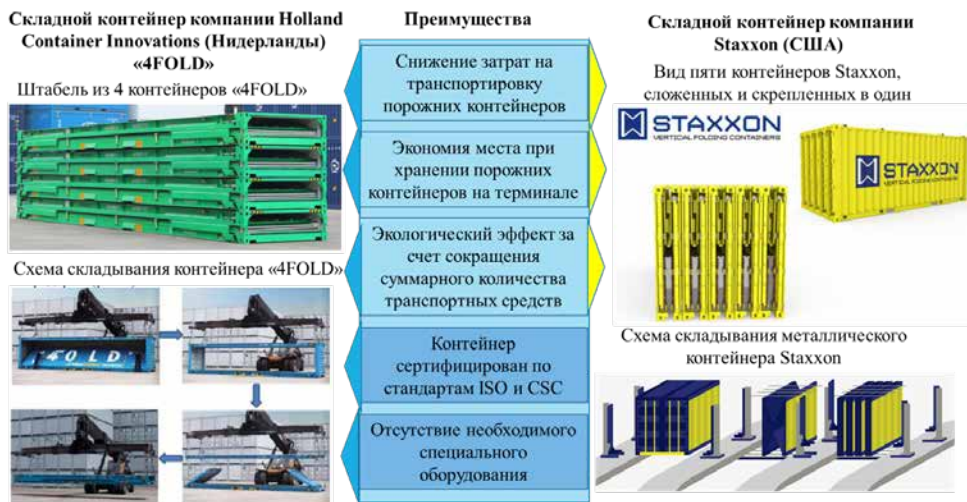 Складной контейнер компании Holland
Container Innovations (Нидерланды)
«4FOLD»
Штабель из 4 контейнеров «4FOLD»
Схема складывания контейнера «4FOLD»
4FOLD
Преимущества
Снижение затрат на
транспортировку
порожних контейнеров
Экономия места при
хранении порожних
контейнеров на терминале
Экологический эффект за
счет сокращения
суммарного количества
транспортных средств
Контейнер
сертифицирован по
стандартам ISO и CSC
Отсутствие необходимого
специального
оборудования
Складной контейнер компании
Staxxon (США)
Вид пяти контейнеров Staxxon,
сложенных и скрепленных в один
STAXXON
VERTICAL FOLDING CONTAINERS
STAXXON
Схема складывания металлического
контейнера Staxxon